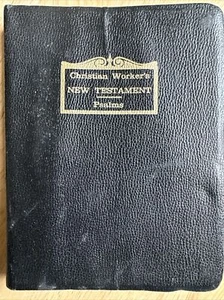 Christian Worker's
NEW TESTAMENT
Psalms